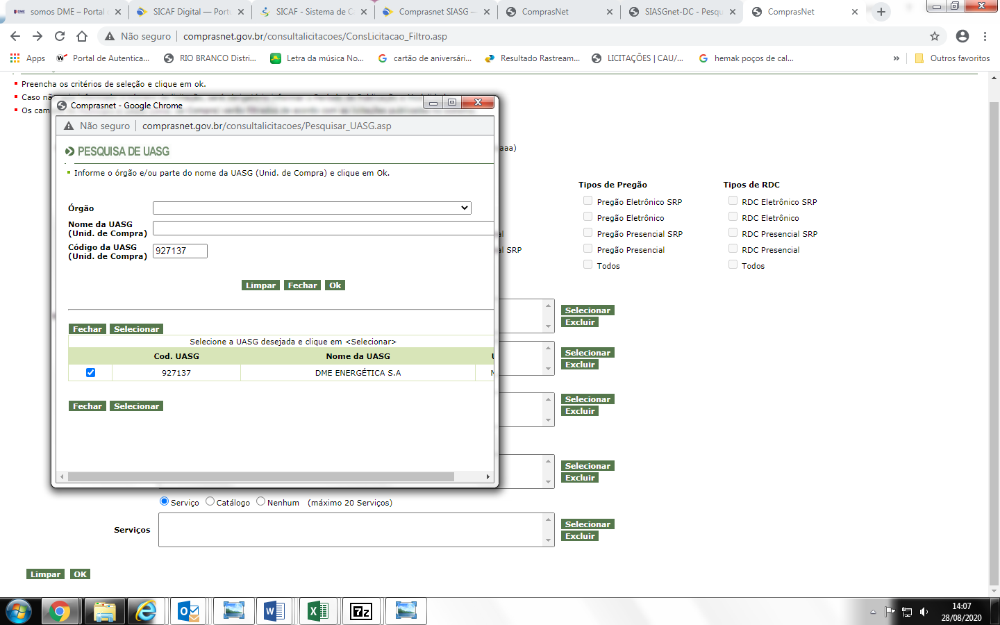 somos DME – Portal
SICAF Digital — Port
SICAF - Sistema de C
Comprasnet SIASG —
ComprasNet
SIASGnet-DC - Pesqu
ComprasNet
Não seguro
comprasnet.gov.br/consultalicitacoes/ConsLicitacao_Filtro.asp
Apps
Portal de Autentica...
RIO BRANCO Distri...
Letra da música No...
cartão de aniversári...
Resultado Rastream...
LICITAÇÕES | CAU/...
hemak poços de cal...
»
Outros favoritos
Preencha os critérios de seleção e clique em ok.
Caso nã
Os cam
Comprasnet - Google Chrome
Não seguro
comprasnet.gov.br/consultalicitacoes/Pesquisar_UASG.asp
PESQUISA DE UASG
Informe o órgão e/ou parte do nome da UASG (Unid. de Compra) e clique em Ok.
Órgão
Nome da UASG
(Unid. de Compra)
Código da UASG
(Unid. de Compra)
927137
Limpar Fechar Ok
Fechar Selecionar
Selecione a UASG desejada e clique em <Selecionar>
Cod. UASG Nome da UASG U
927137 DME ENERGÉTICA S.A
Fechar Selecionar
aaa)
Tipos de Pregão Tipos de RDC
Pregão Eletrônico SRP RDC Eletrônico SRP
Pregão Eletrônico RDC Eletrônico
al Pregão Presencial SRP RDC Presencial SRP
al SRP Pregão Presencial RDC Presencial
Todos Todos
Selecionar
Excluir
Selecionar
Excluir
Selecionar
Excluir
Selecionar
Excluir
Serviço Catálogo Nenhum (máximo 20 Serviços)
Serviços
Selecionar
Excluir
Limpar OK
14:07
28/08/2020